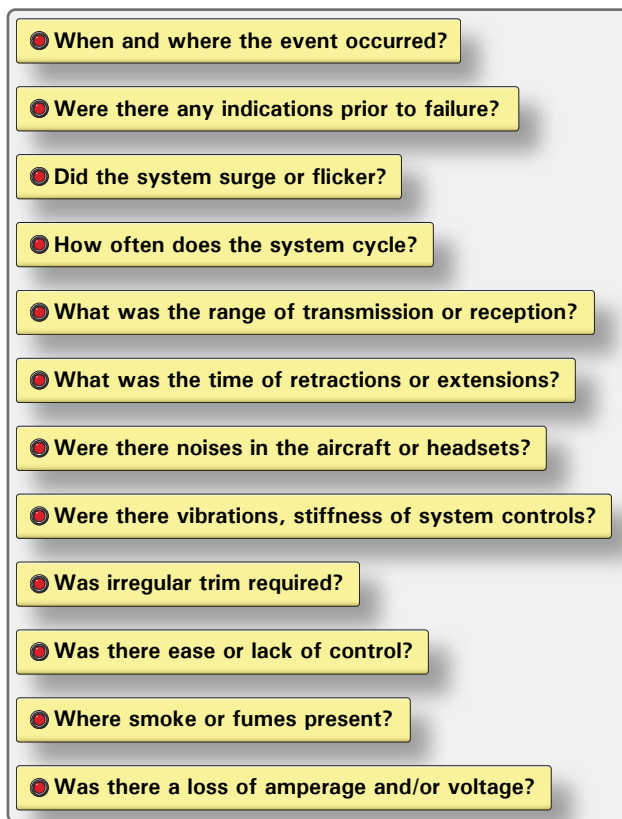 When and where the event occurred?
Were there any indications prior to failure?
Did the system surge or flicker?
How often does the system cycle?
What was the range of transmission or reception?
What was the time of retractions or extensions?
Were there noises in the aircraft or headsets?
Were there vibrations, stiffness of system controls?
Was irregular trim required?
Was there ease or lack of control?
Where smoke or fumes present?
Was there a loss of amperage and/or voltage?